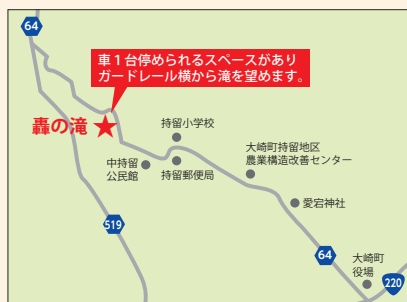 64
車１台停められるスペースがあり
ガードレール横から滝を望めます。
轟の滝
持留小学校
大崎町持留地区
農業構造改善センター
中持留
公民館
持留郵便局
愛宕神社
519
64
大崎町
役場
220